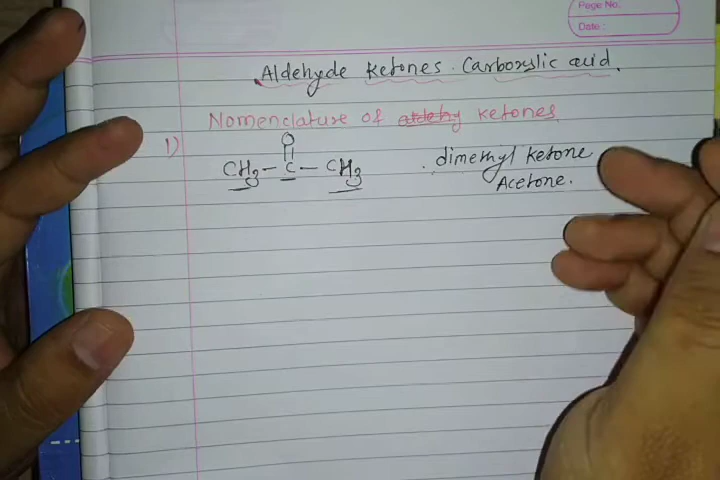 Page No.
Date :
Aldehyde ketones . Carboxylic acid.
Nomenclature of ketones
1)
O
CH3 – C – CH3 . dimethyl ketone
Acetone.